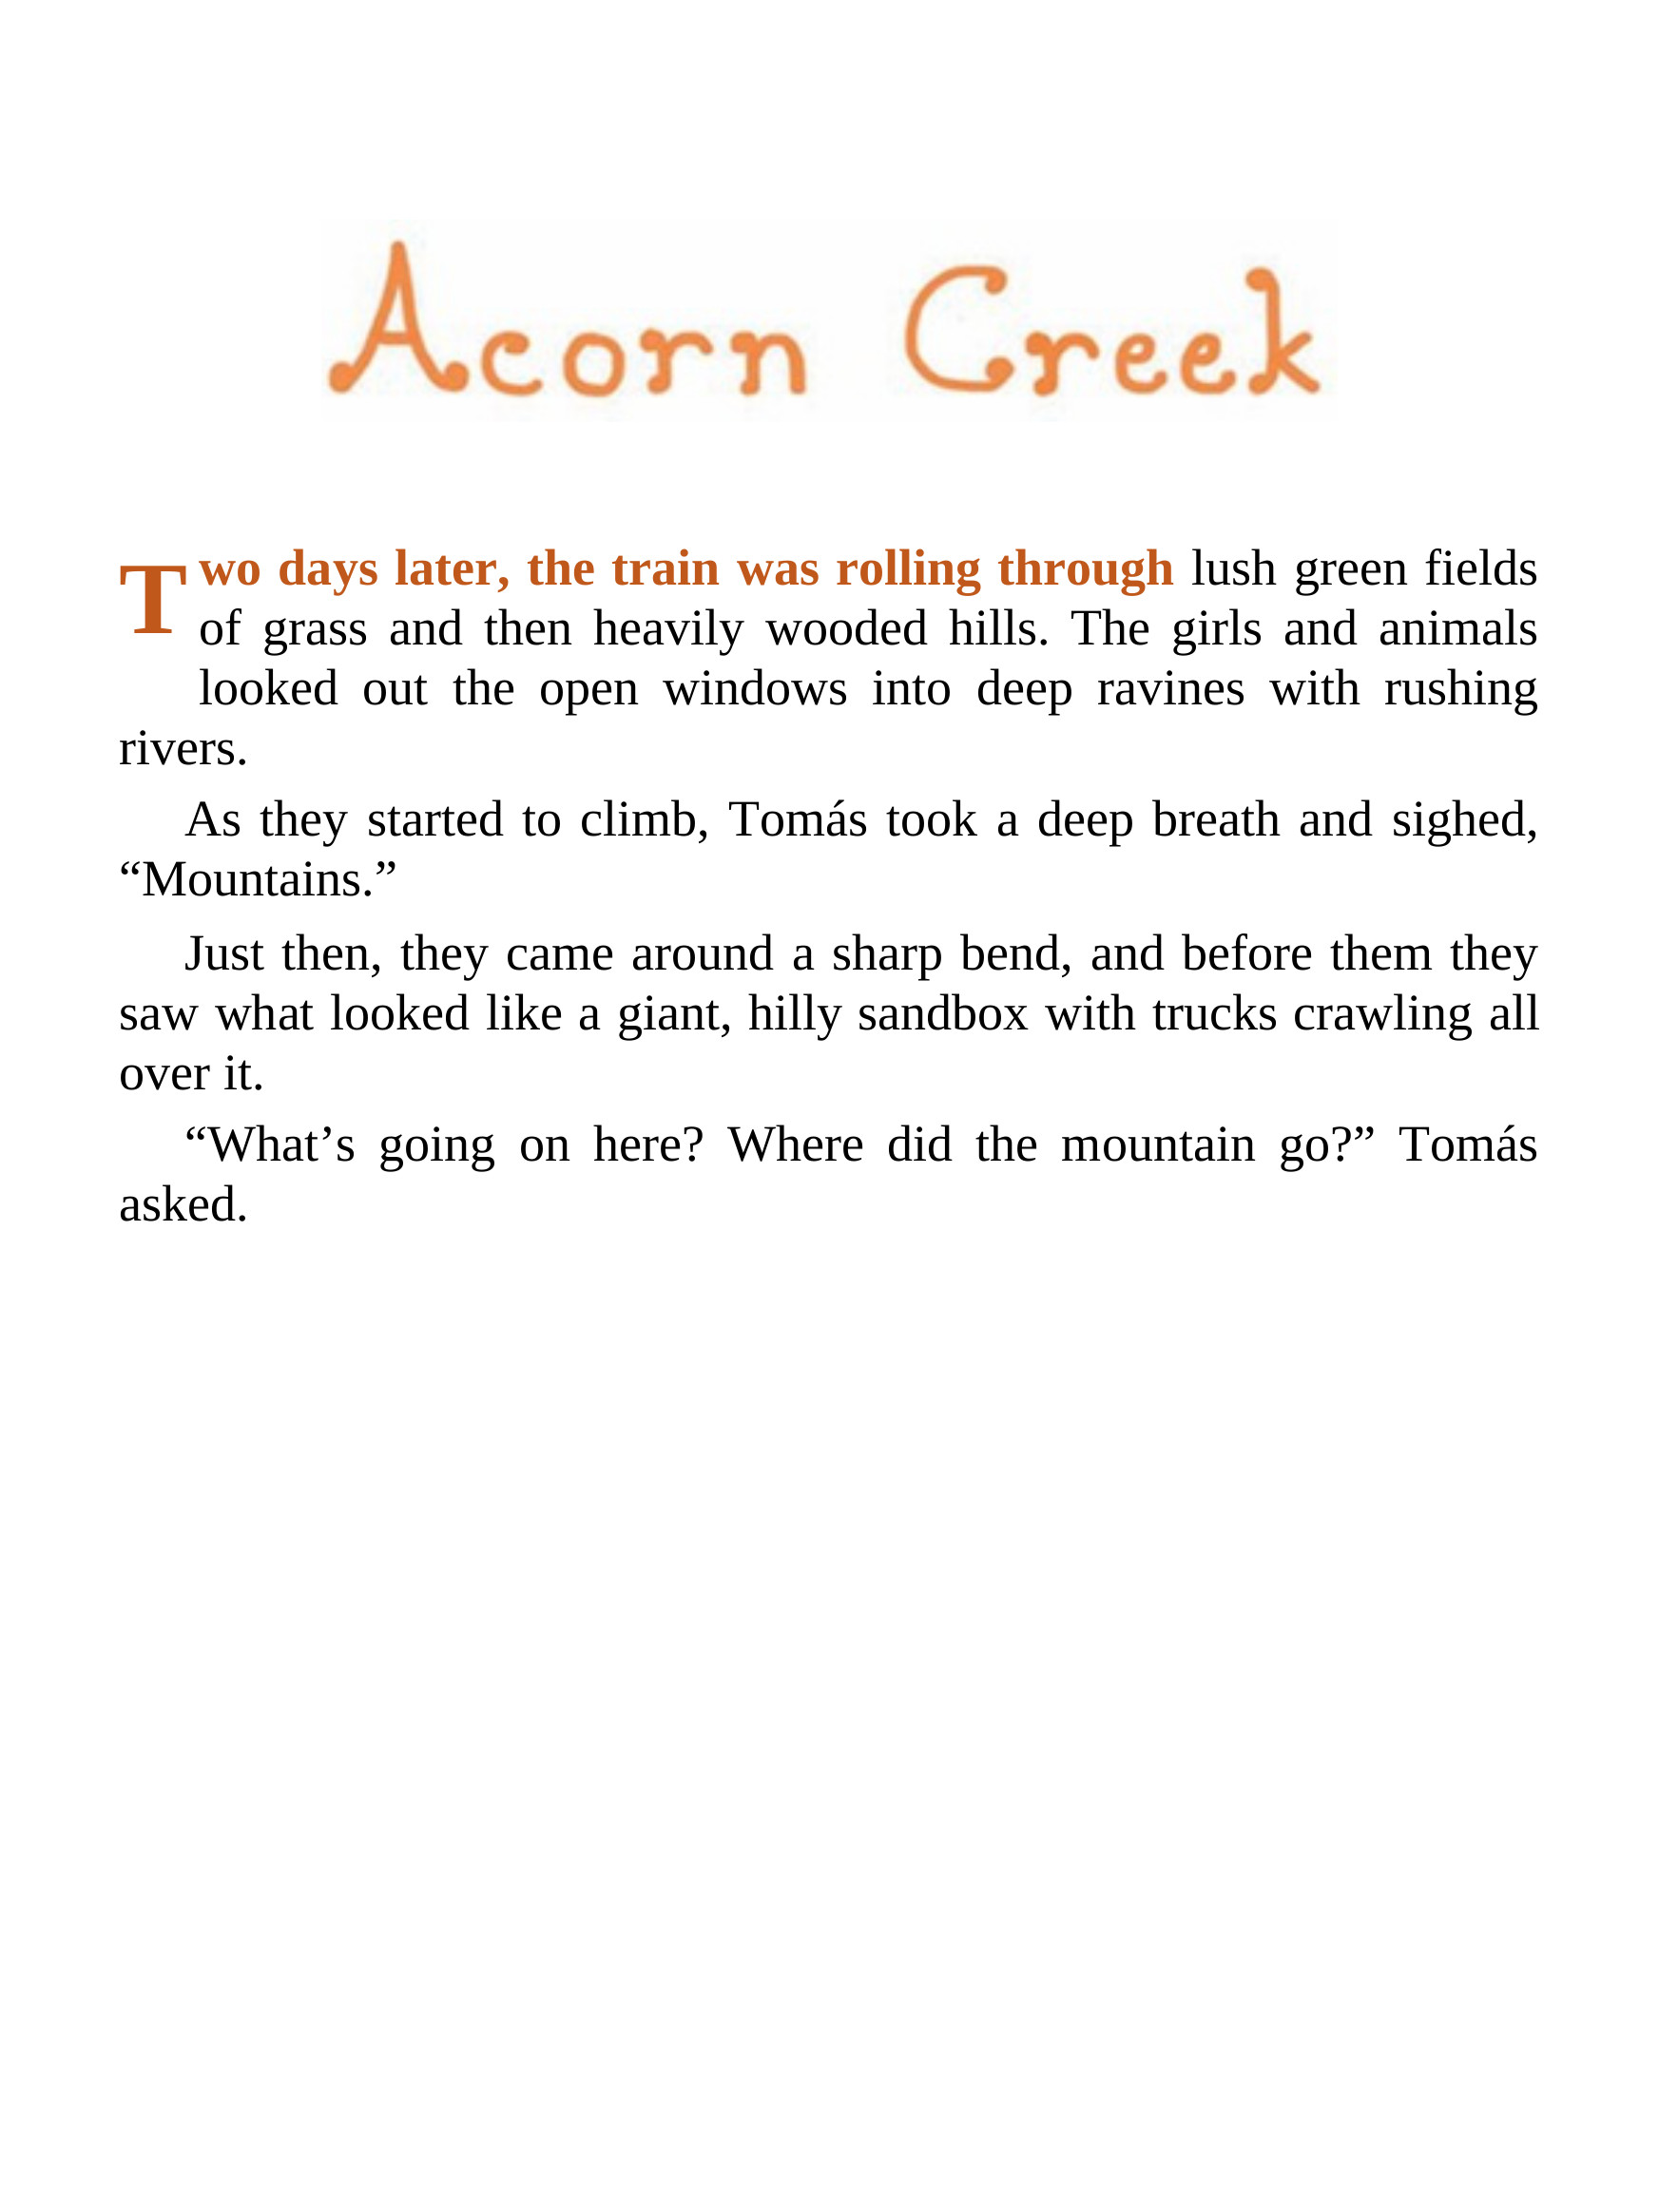 Acorn Creek
Two days later, the train was rolling through lush green fields
of grass and then heavily wooded hills. The girls and animals
looked out the open windows into deep ravines with rushing
rivers.
As they started to climb, Tomás took a deep breath and sighed,
“Mountains.”
Just then, they came around a sharp bend, and before them they
saw what looked like a giant, hilly sandbox with trucks crawling all
over it.
“What’s going on here? Where did the mountain go?” Tomás
asked.